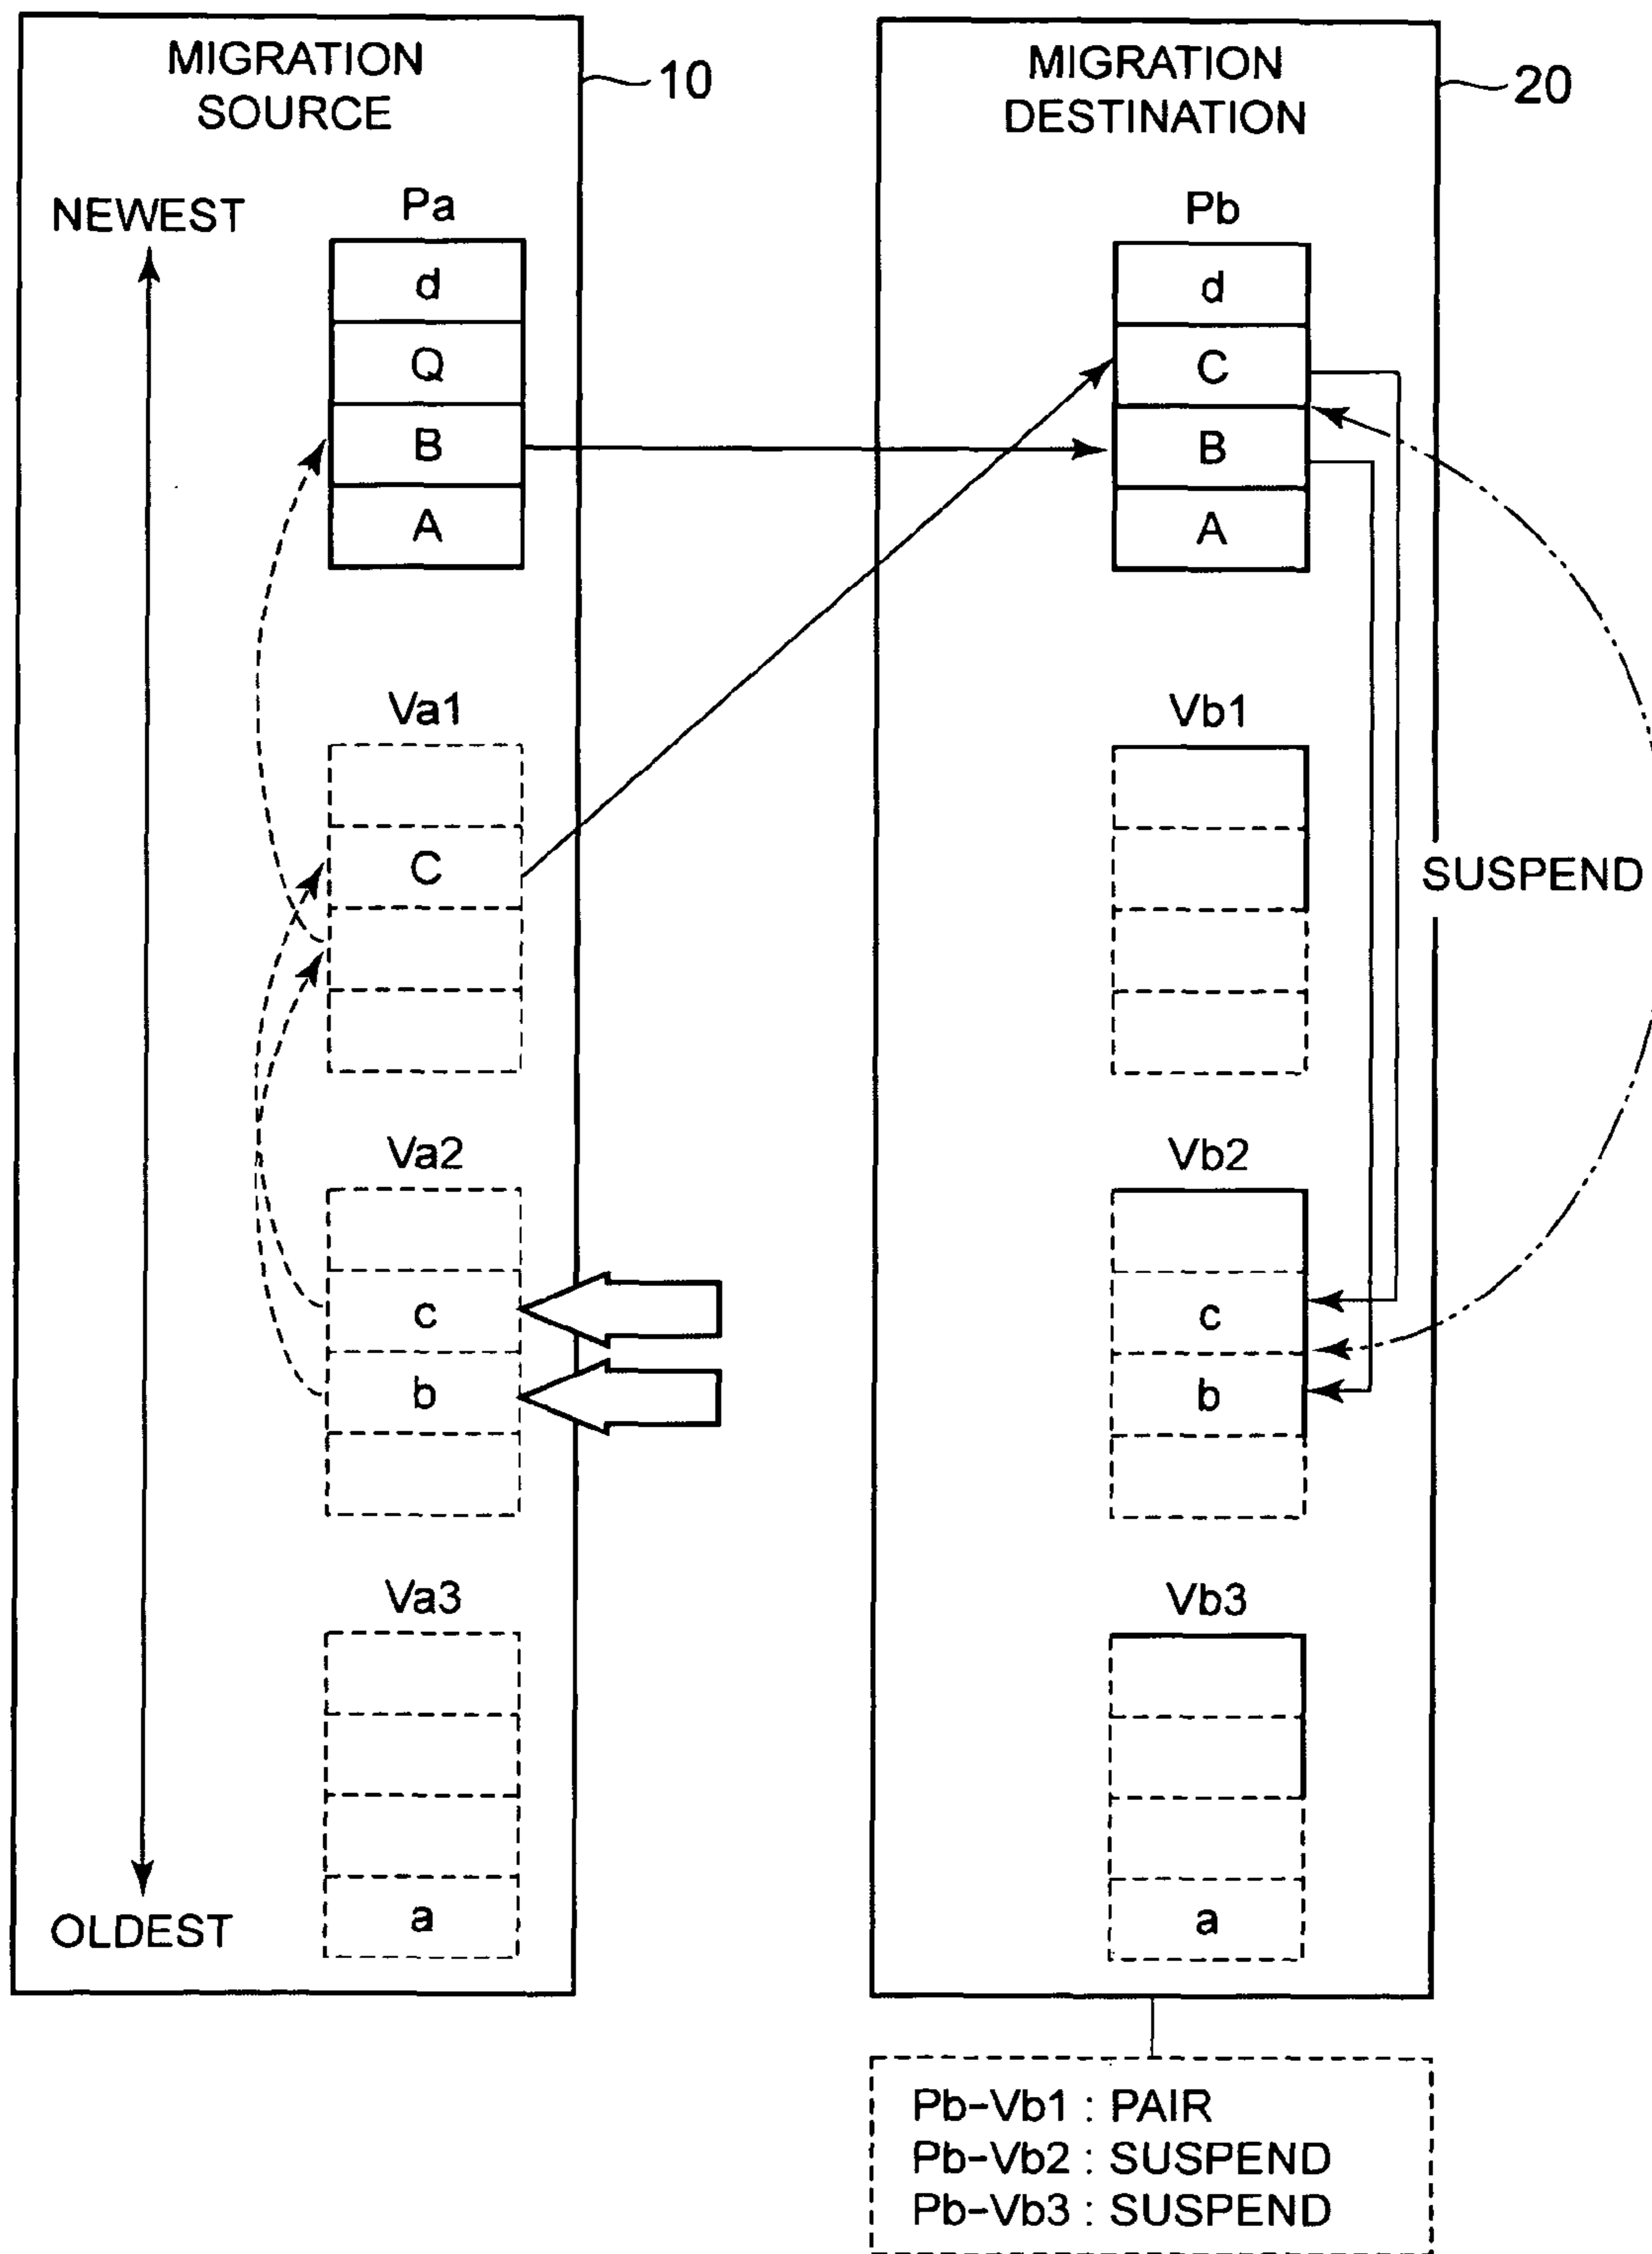 MIGRATION
SOURCE
10
NEWEST
Pa
d
Q
B
A
Va1
C
Va2
c
b
Va3
a
OLDEST
MIGRATION
DESTINATION
20
Pb
d
C
B
A
Vb1
SUSPEND
Vb2
c
b
Vb3
a
Pb-Vb1 : PAIR
Pb-Vb2 : SUSPEND
Pb-Vb3 : SUSPEND